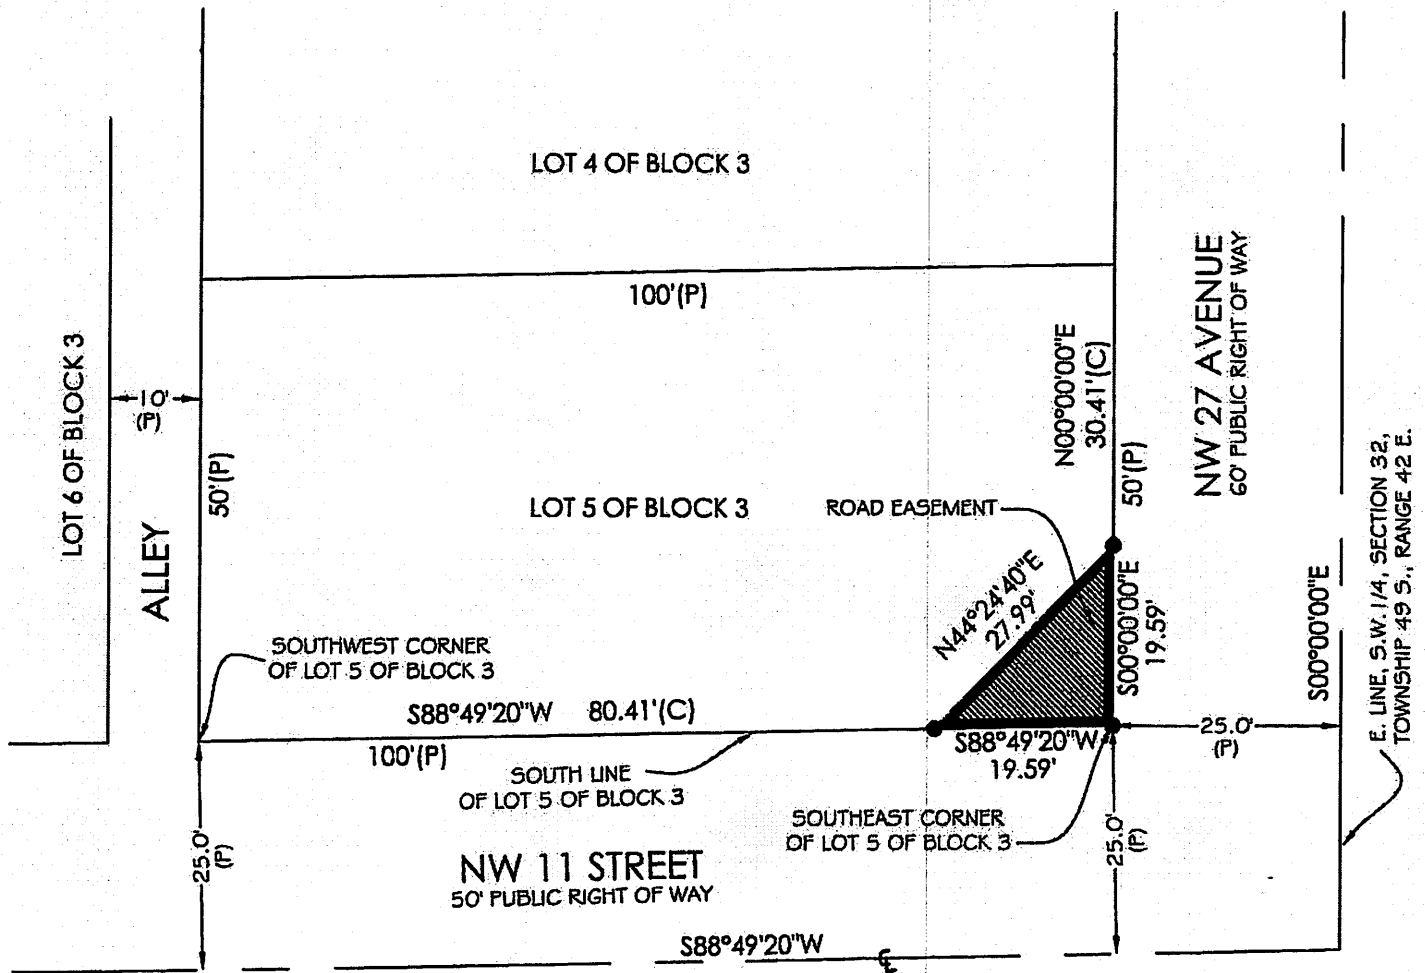 LOT 4 OF BLOCK 3
100'(P)
LOT 6 OF BLOCK 3
10'
(P)
ALLEY
50'(P)
LOT 5 OF BLOCK 3
ROAD EASEMENT
N00°00'00"E
30.41'(C)
50'(P)
NW 27 AVENUE
60' PUBLIC RIGHT OF WAY
N44°24'40"E
27.99'
S00°00'00"E
19.59'
S00°00'00"E
E. LINE, S.W.1/4, SECTION 32,
TOWNSHIP 49 S., RANGE 42 E.
SOUTHWEST CORNER
OF LOT 5 OF BLOCK 3
S88°49'20"W 80.41'(C)
100'(P)
SOUTH LINE
OF LOT 5 OF BLOCK 3
S88°49'20"W
19.59'
25.0'
(P)
SOUTHEAST CORNER
OF LOT 5 OF BLOCK 3
25.0'
(P)
25.0'
(P)
NW 11 STREET
50' PUBLIC RIGHT OF WAY
S88°49'20"W
℄